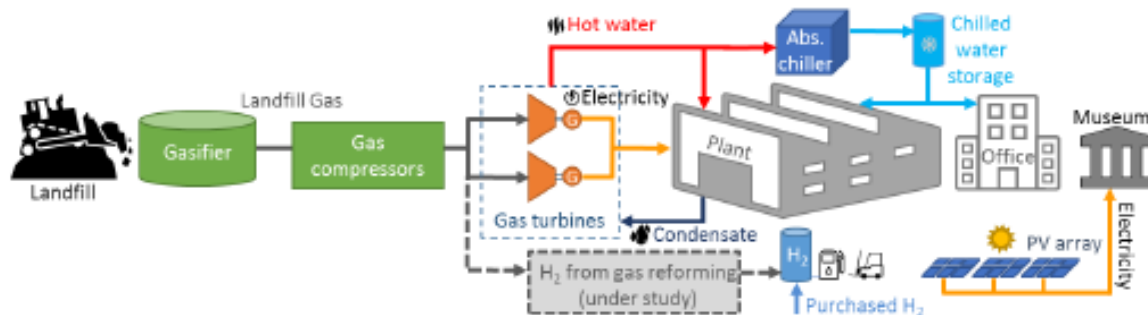 Hot water
Abs.
chiller
Chilled
water
storage
Landfill Gas
Electricity
Museum
Gasifier
Gas
compressors
G
G
Plant
Office
Landfill
Gas turbines
Condensate
Electricity
H₂ from gas reforming
(under study)
H₂
PV array
Purchased H₂